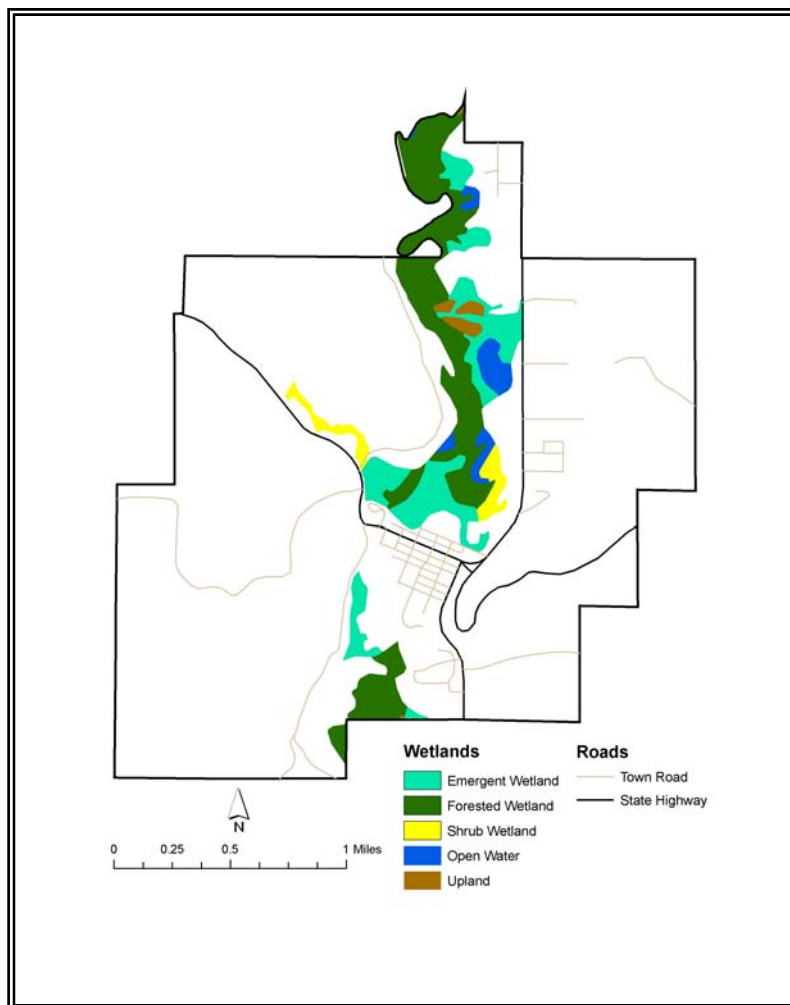 Wetlands
Emergent Wetland
Forested Wetland
Shrub Wetland
Open Water
Upland
Roads
Town Road
State Highway
N
0 0.25 0.5 1 Miles